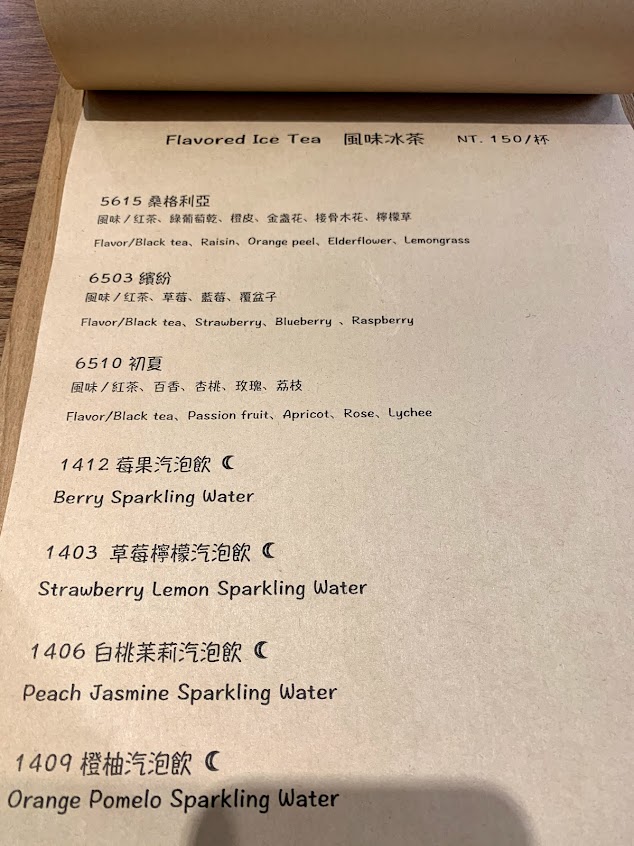 Flavored Ice Tea 風味冰茶 NT. 150/杯
5615 桑格利亞
風味/紅茶、綠葡萄乾、橙皮、金盞花、接骨木花、檸檬草
Flavor/Black tea、Raisin、Orange peel、Elderflower、Lemongrass
6503 繽紛
風味/紅茶、草莓、藍莓、覆盆子
Flavor/Black tea、Strawberry、Blueberry 、Raspberry
6510 初夏
風味/紅茶、百香、杏桃、玫瑰、荔枝
Flavor/Black tea、Passion fruit、Apricot、Rose、Lychee
1412 莓果汽泡飲
Berry Sparkling Water
1403 草莓檸檬汽泡飲
Strawberry Lemon Sparkling Water
1406 白桃茉莉汽泡飲
Peach Jasmine Sparkling Water
1409 橙柚汽泡飲
Orange Pomelo Sparkling Water